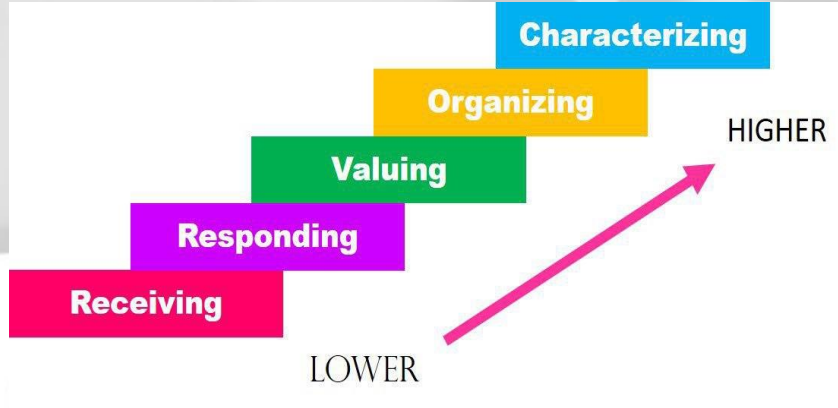 Characterizing
Organizing
HIGHER
Valuing
Responding
Receiving
LOWER